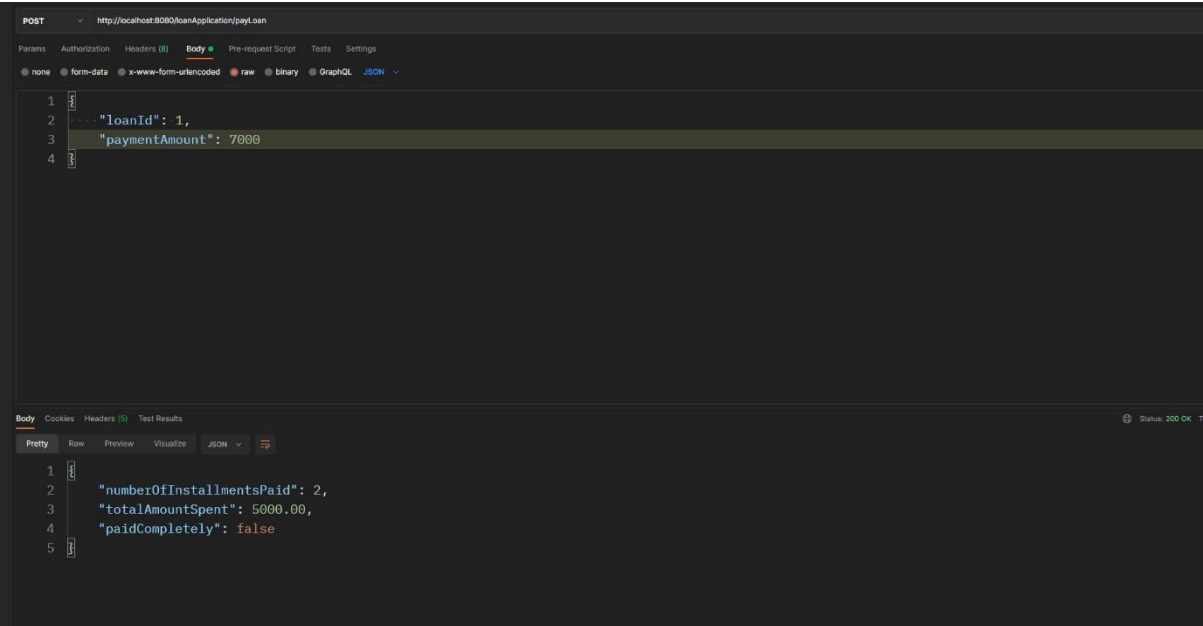 POST http://localhost:8080/loanApplication/payLoan
Params Authorization Headers (8) Body Pre-request Script Tests Settings
none form-data x-www-form-urlencoded raw binary GraphQL JSON
1 {
2 "loanId": 1,
3 "paymentAmount": 7000
4 }
Body Cookies Headers (5) Test Results Status: 200 OK T
Pretty Raw Preview Visualize JSON
1 {
2 "numberOfInstallmentsPaid": 2,
3 "totalAmountSpent": 5000.00,
4 "paidCompletely": false
5 }